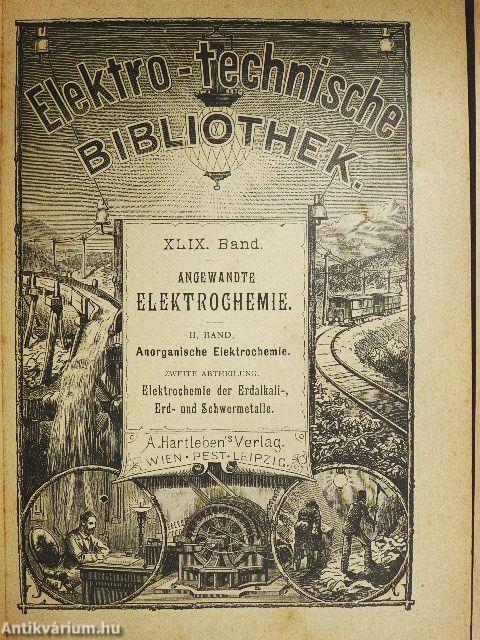 Elektro-technische
BIBLIOTHEK.
XLIX. Band.
ANGEWANDTE
ELEKTROCHEMIE.
II. BAND.
Anorganische Elektrochemie.
ZWEITE ABTHEILUNG.
Elektrochemie der Erdalkali-,
Erd- und Schwermetalle.
A. Hartleben's Verlag.
WIEN · PEST · LEIPZIG.
Antikvárium.hu